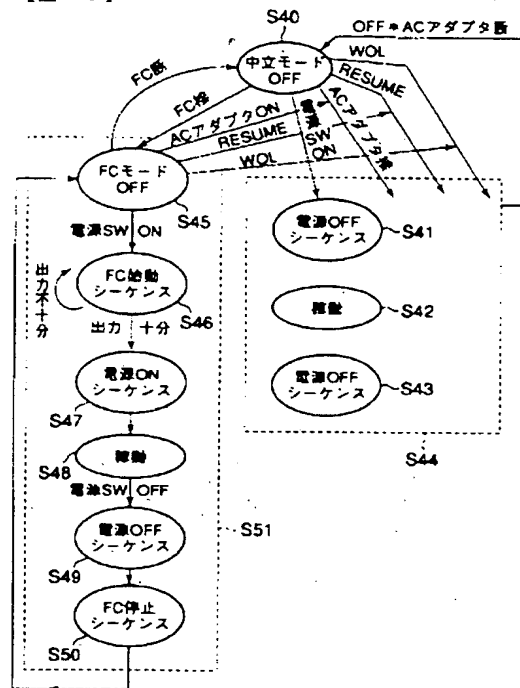 S40
OFF*ACアダプタ断
中立モード
OFF
WOL
RESUME
FC断
FC接
ACアダプタON
RESUME
WOL
電源
SW
ON
ACアダプタ接
FCモード
OFF
S45
電源SW ON
FC始動
シーケンス
S46
出力不十分
出力 十分
電源ON
シーケンス
S47
稼動
S48
電源SW OFF
電源OFF
シーケンス
S49
FC停止
シーケンス
S50
S51
電源OFF
シーケンス
S41
稼動
S42
電源OFF
シーケンス
S43
S44